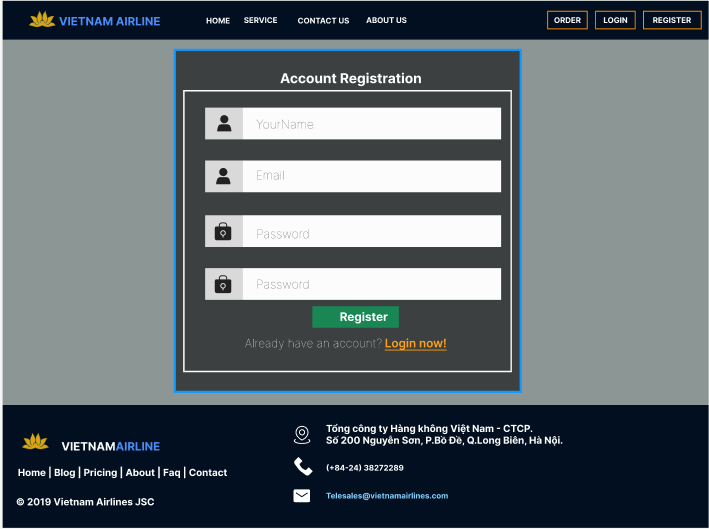 VIETNAM AIRLINE
HOME SERVICE CONTACT US ABOUT US
ORDER LOGIN REGISTER
Account Registration
YourName
Email
Password
Password
Register
Already have an account? Login now!
VIETNAMAIRLINE
Home | Blog | Pricing | About | Faq | Contact
© 2019 Vietnam Airlines JSC
Tổng công ty Hàng không Việt Nam - CTCP.
Số 200 Nguyễn Sơn, P.Bồ Đề, Q.Long Biên, Hà Nội.
(+84-24) 38272289
Telesales@vietnamairlines.com